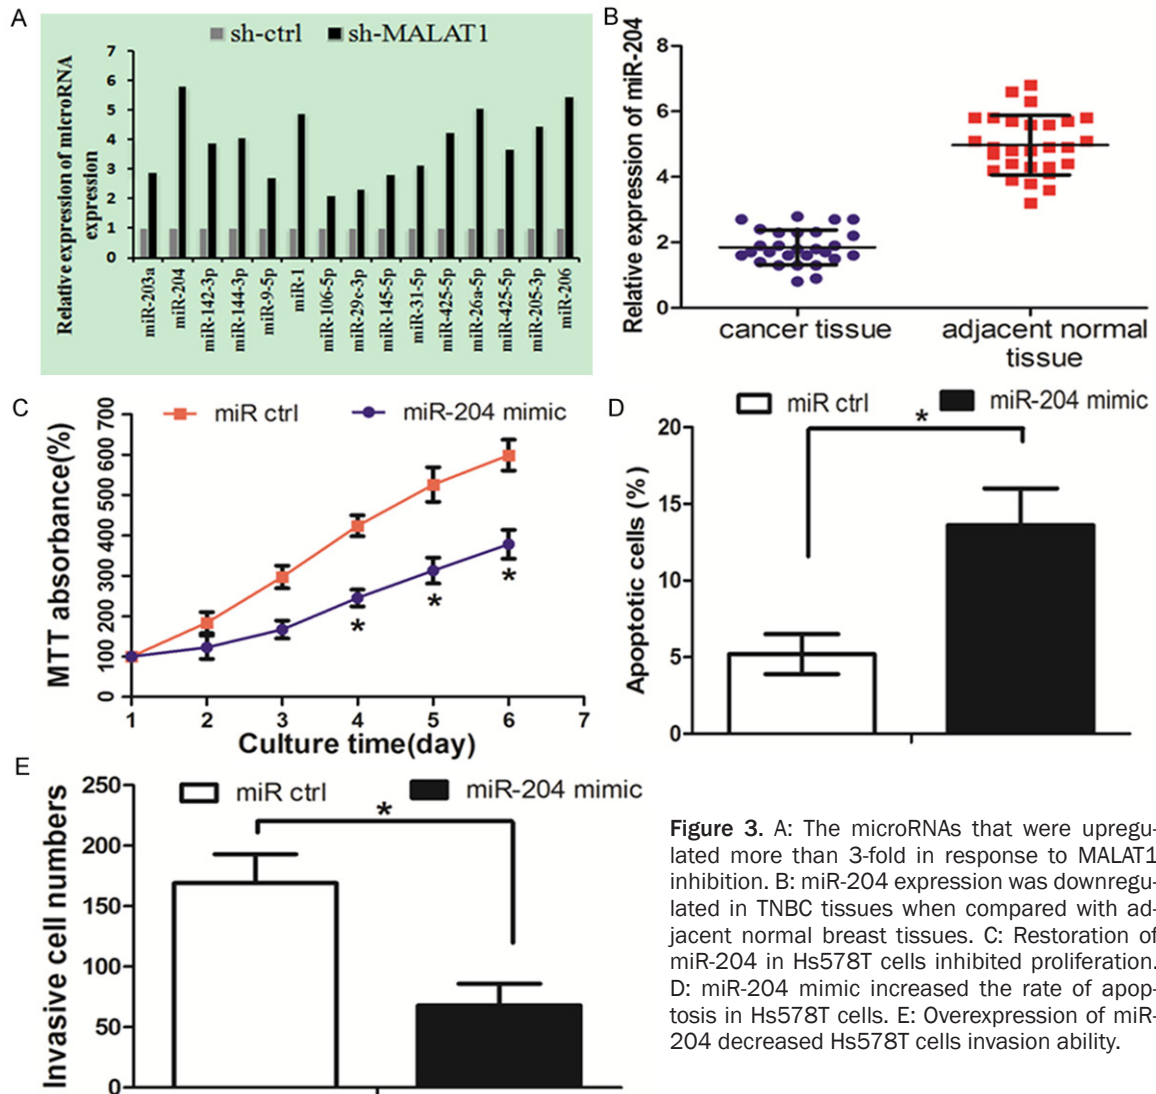 A
sh-ctrl sh-MALAT1
Relative expression of microRNA
expression
7
6
5
4
3
2
1
0
miR-203a
miR-204
miR-142-3p
miR-144-3p
miR-9-5p
miR-1
miR-106-5p
miR-29c-3p
miR-145-5p
miR-31-5p
miR-425-5p
miR-26a-5p
miR-425-5p
miR-205-3p
miR-206
B
Relative expression of miR-204
8
6
4
2
0
cancer tissue
adjacent normal
tissue
C
miR ctrl miR-204 mimic
MTT absorbance(%)
700
600
500
400
300
200
100
0
1 2 3 4 5 6 7
* * *
Culture time(day)
D
miR ctrl miR-204 mimic
*
Apoptotic cells (%)
20
15
10
5
0
E
miR ctrl miR-204 mimic
*
Invasive cell numbers
250
200
150
100
50
0
Figure 3. A: The microRNAs that were upregu-
lated more than 3-fold in response to MALAT1
inhibition. B: miR-204 expression was downregu-
lated in TNBC tissues when compared with ad-
jacent normal breast tissues. C: Restoration of
miR-204 in Hs578T cells inhibited proliferation.
D: miR-204 mimic increased the rate of apop-
tosis in Hs578T cells. E: Overexpression of miR-
204 decreased Hs578T cells invasion ability.